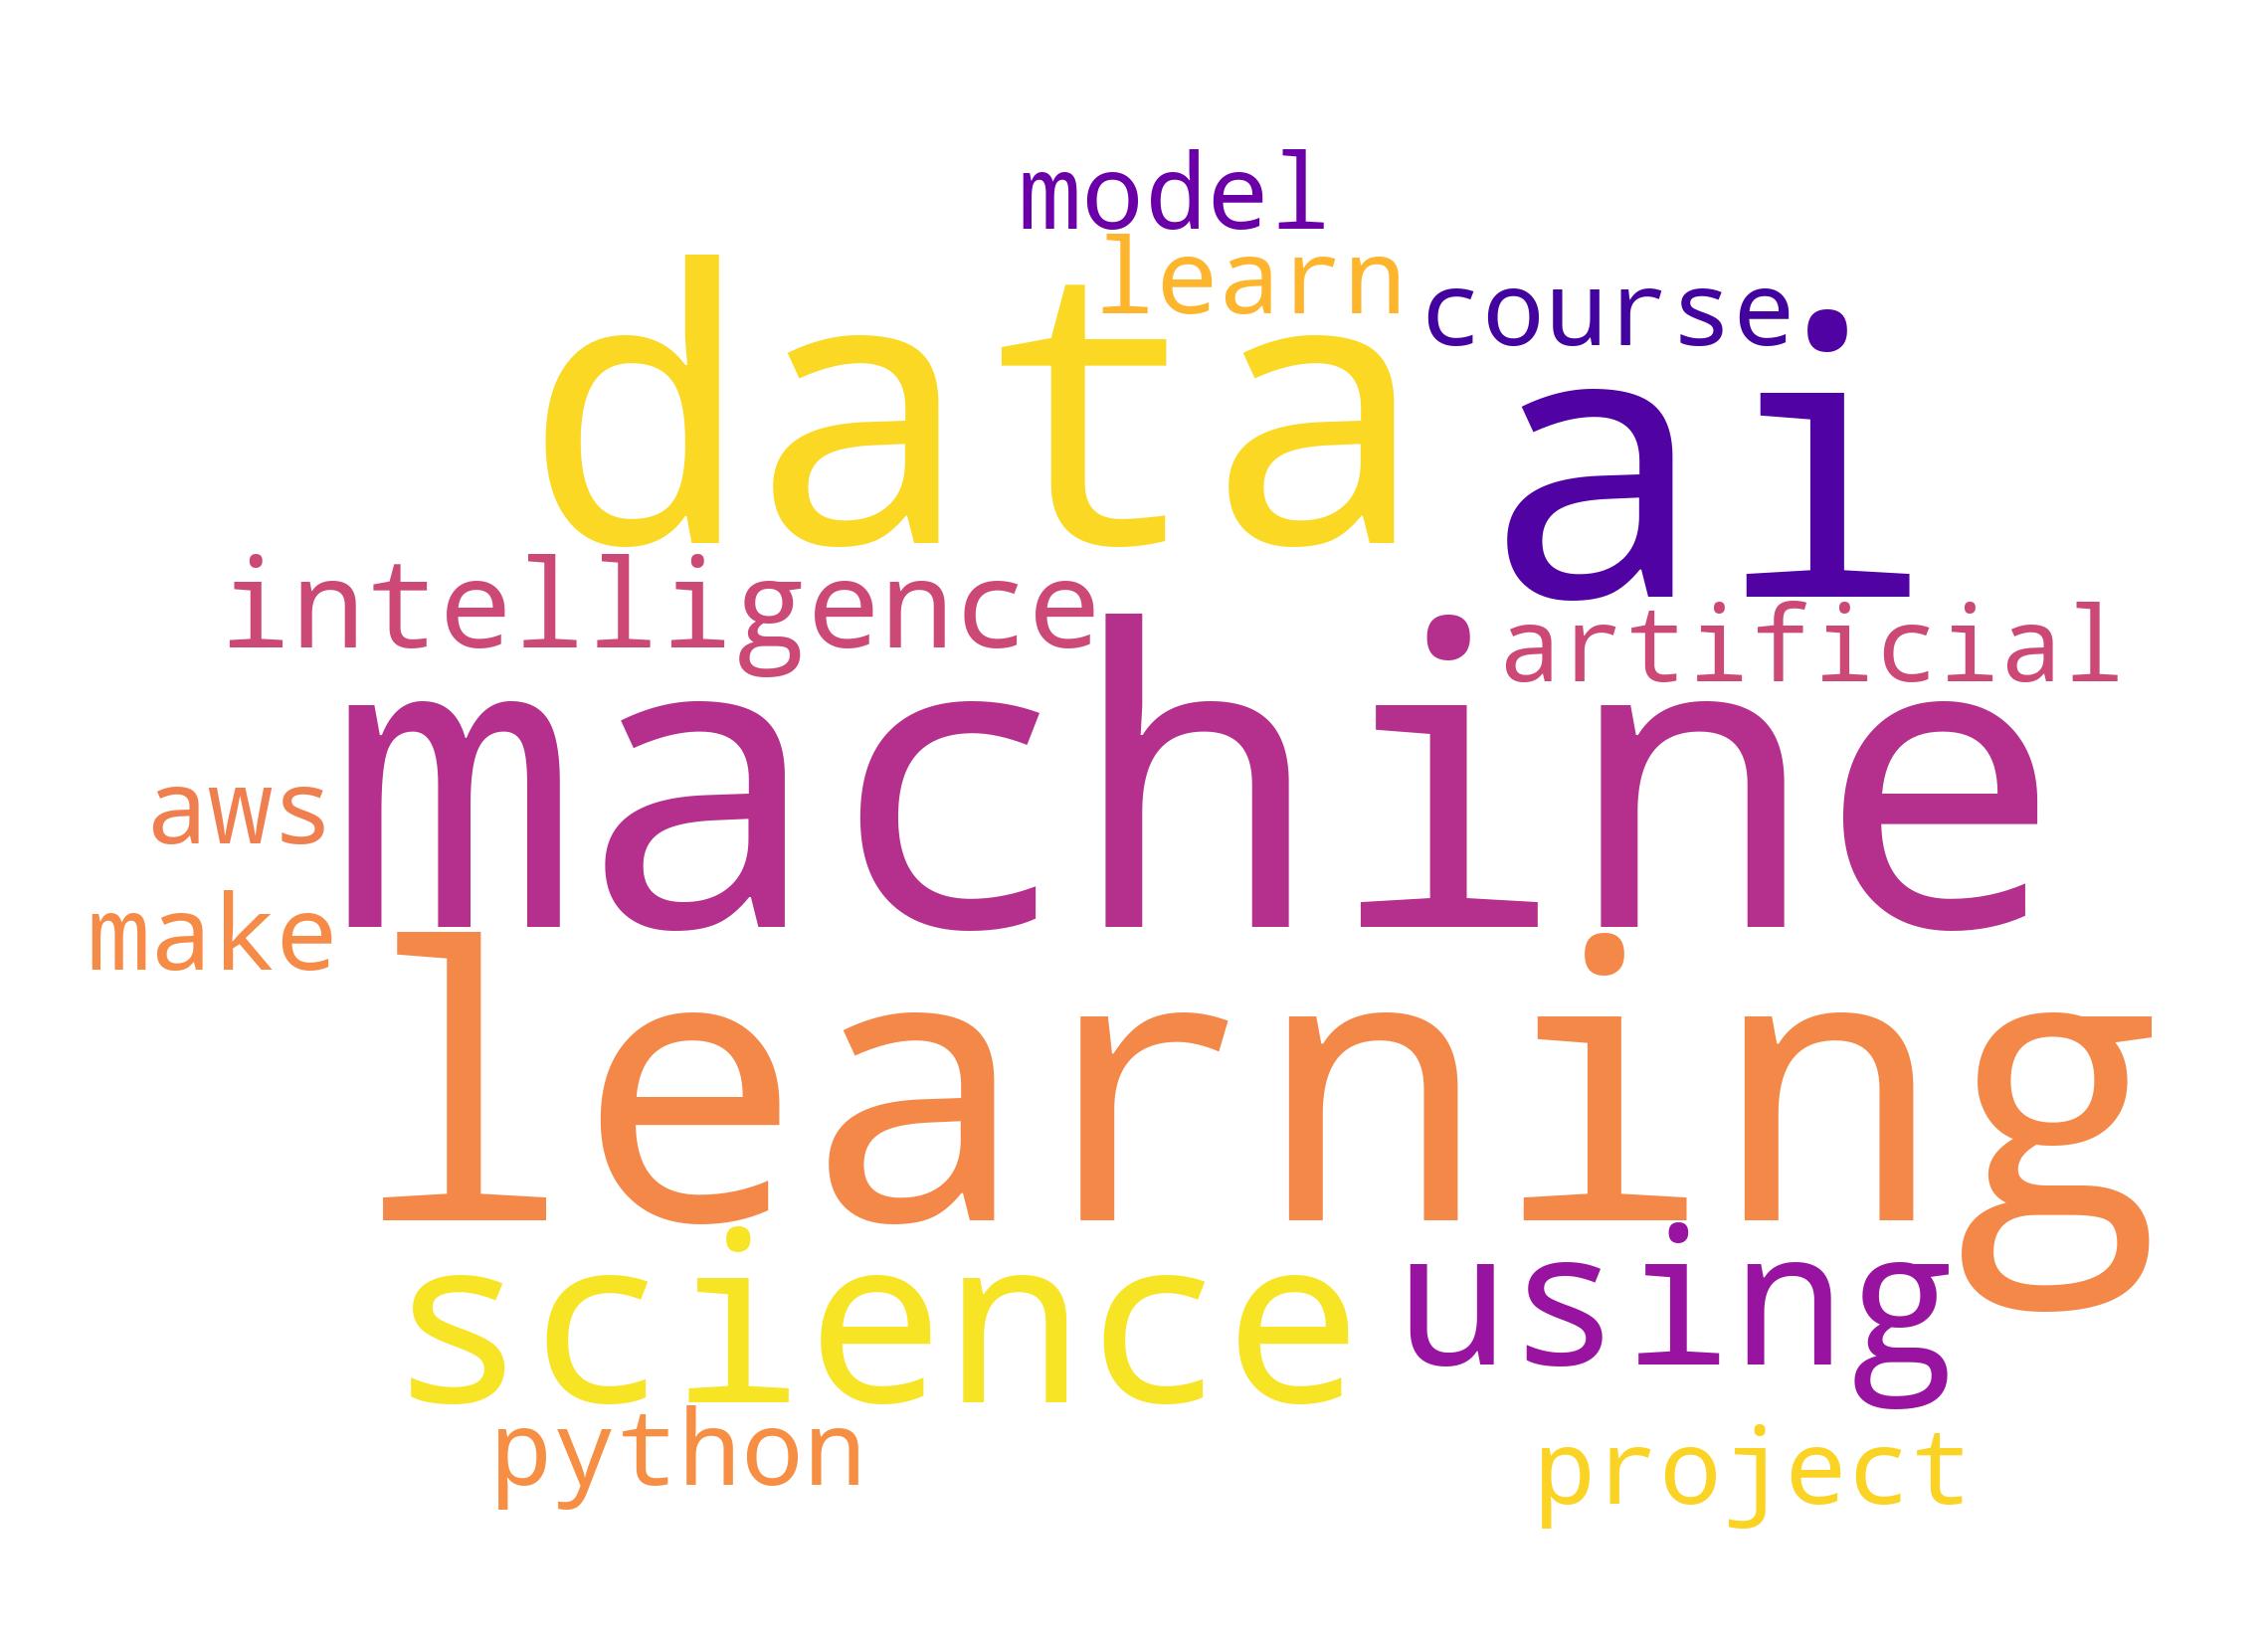 model
learn
course
data
ai
intelligence
artificial
machine
aws
make
learning
science
using
python
project